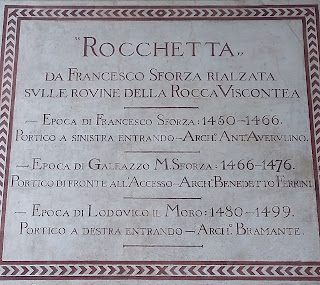 "ROCCHETTA„
DA FRANCESCO SFORZA RIALZATA
SVLLE ROVINE DELLA ROCCA VISCONTEA
— EPOCA DI FRANCESCO SFORZA: 1450-1466.
PORTICO A SINISTRA ENTRANDO — ARCH. ANT. AVERVLINO.
— EPOCA DI GALEAZZO M. SFORZA: 1466-1476.
PORTICO DI FRONTE ALL'ACCESSO — ARCH. BENEDETTO FERRINI.
— EPOCA DI LODOVICO IL MORO: 1480-1499.
PORTICO A DESTRA ENTRANDO — ARCH.º BRAMANTE.